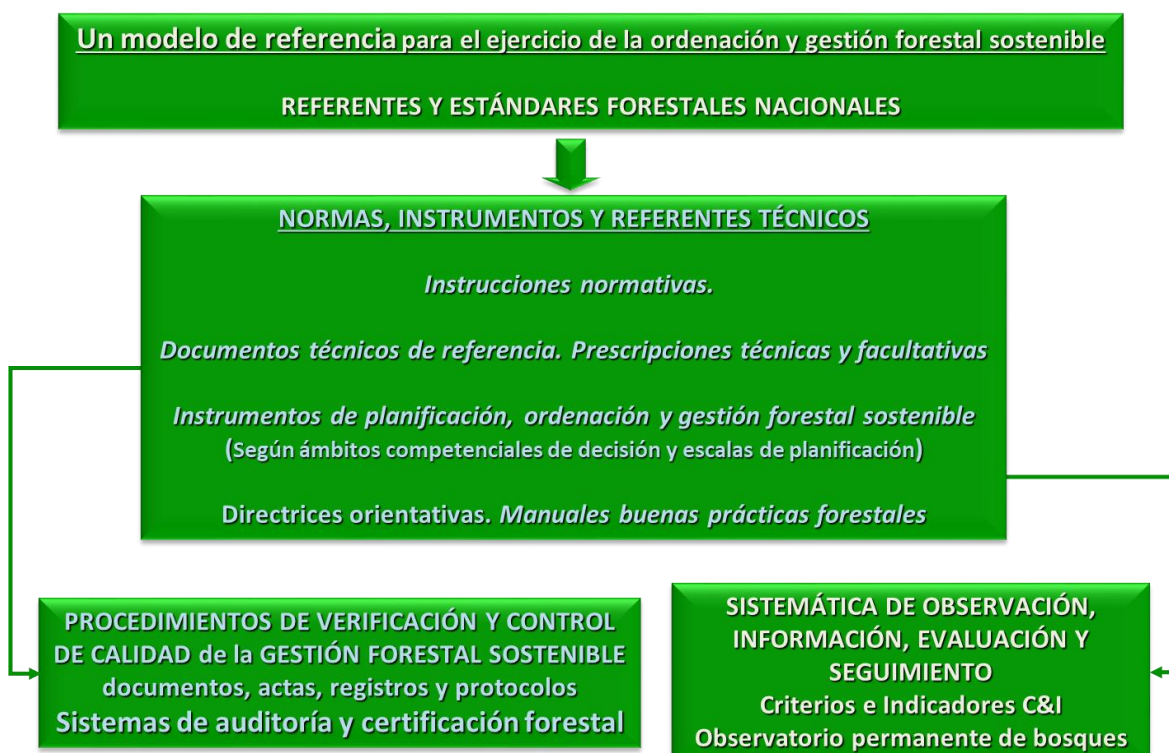 Un modelo de referencia para el ejercicio de la ordenación y gestión forestal sostenible
REFERENTES Y ESTÁNDARES FORESTALES NACIONALES
NORMAS, INSTRUMENTOS Y REFERENTES TÉCNICOS
Instrucciones normativas.
Documentos técnicos de referencia. Prescripciones técnicas y facultativas
Instrumentos de planificación, ordenación y gestión forestal sostenible
(Según ámbitos competenciales de decisión y escalas de planificación)
Directrices orientativas. Manuales buenas prácticas forestales
PROCEDIMIENTOS DE VERIFICACIÓN Y CONTROL
DE CALIDAD de la GESTIÓN FORESTAL SOSTENIBLE
documentos, actas, registros y protocolos
Sistemas de auditoría y certificación forestal
SISTEMÁTICA DE OBSERVACIÓN,
INFORMACIÓN, EVALUACIÓN Y
SEGUIMIENTO
Criterios e Indicadores C&I
Observatorio permanente de bosques